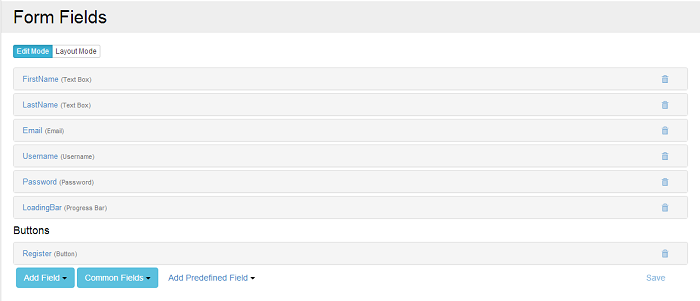 Form Fields
Edit Mode Layout Mode
FirstName (Text Box)
LastName (Text Box)
Email (Email)
Username (Username)
Password (Password)
LoadingBar (Progress Bar)
Buttons
Register (Button)
Add Field Common Fields Add Predefined Field Save